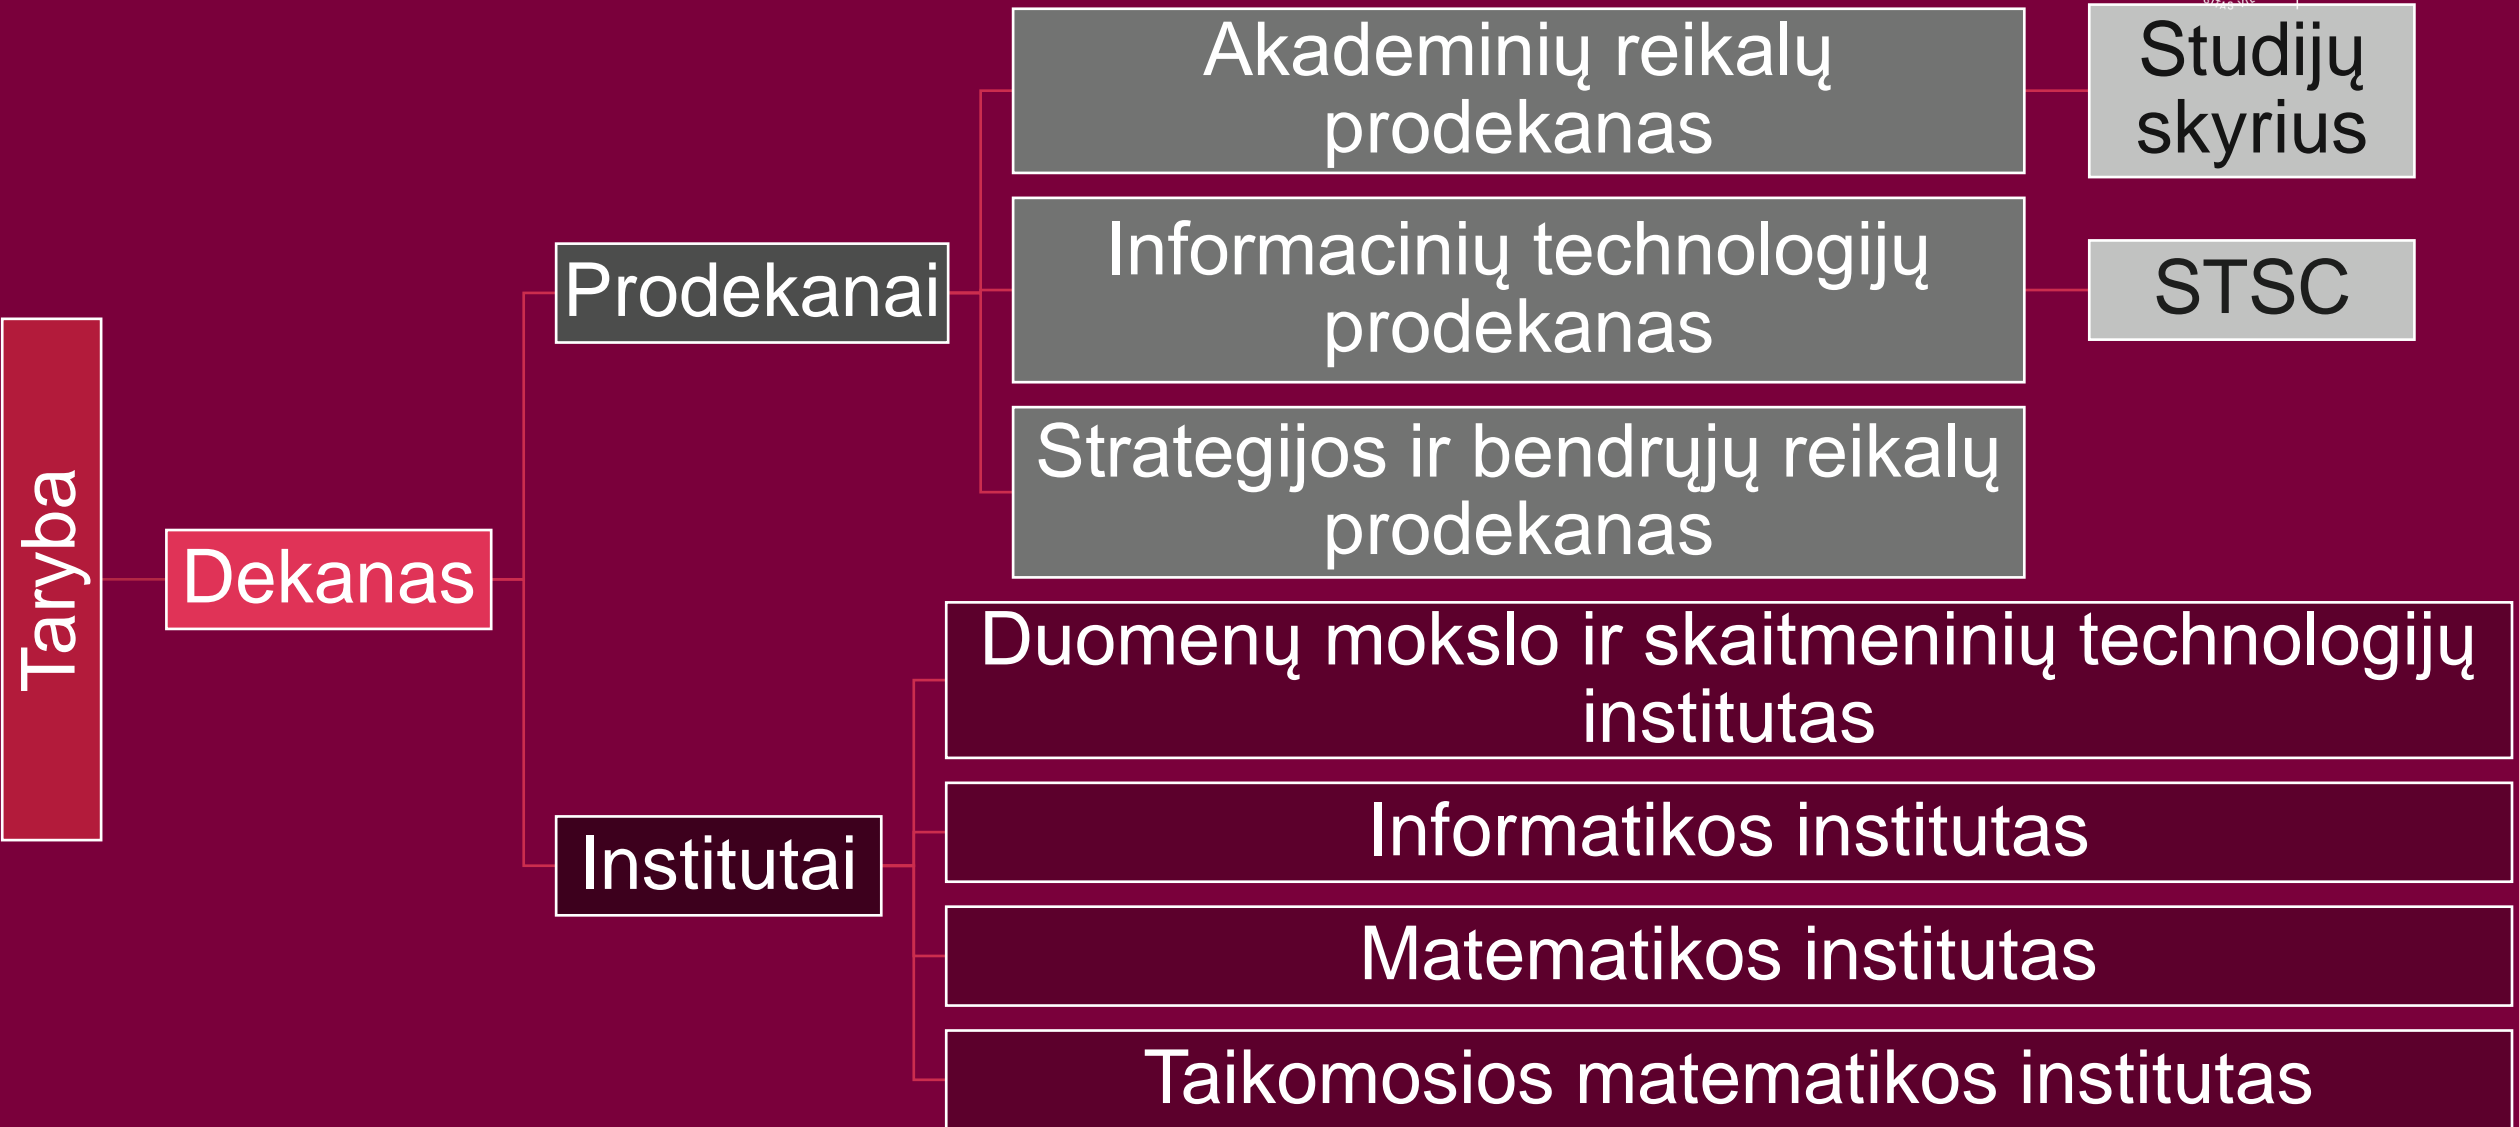 Taryba
Dekanas
Prodekanai
Akademinių reikalų
prodekanas
Studijų
skyrius
Informacinių technologijų
prodekanas
STSC
Strategijos ir bendrųjų reikalų
prodekanas
Institutai
Duomenų mokslo ir skaitmeninių technologijų
institutas
Informatikos institutas
Matematikos institutas
Taikomosios matematikos institutas